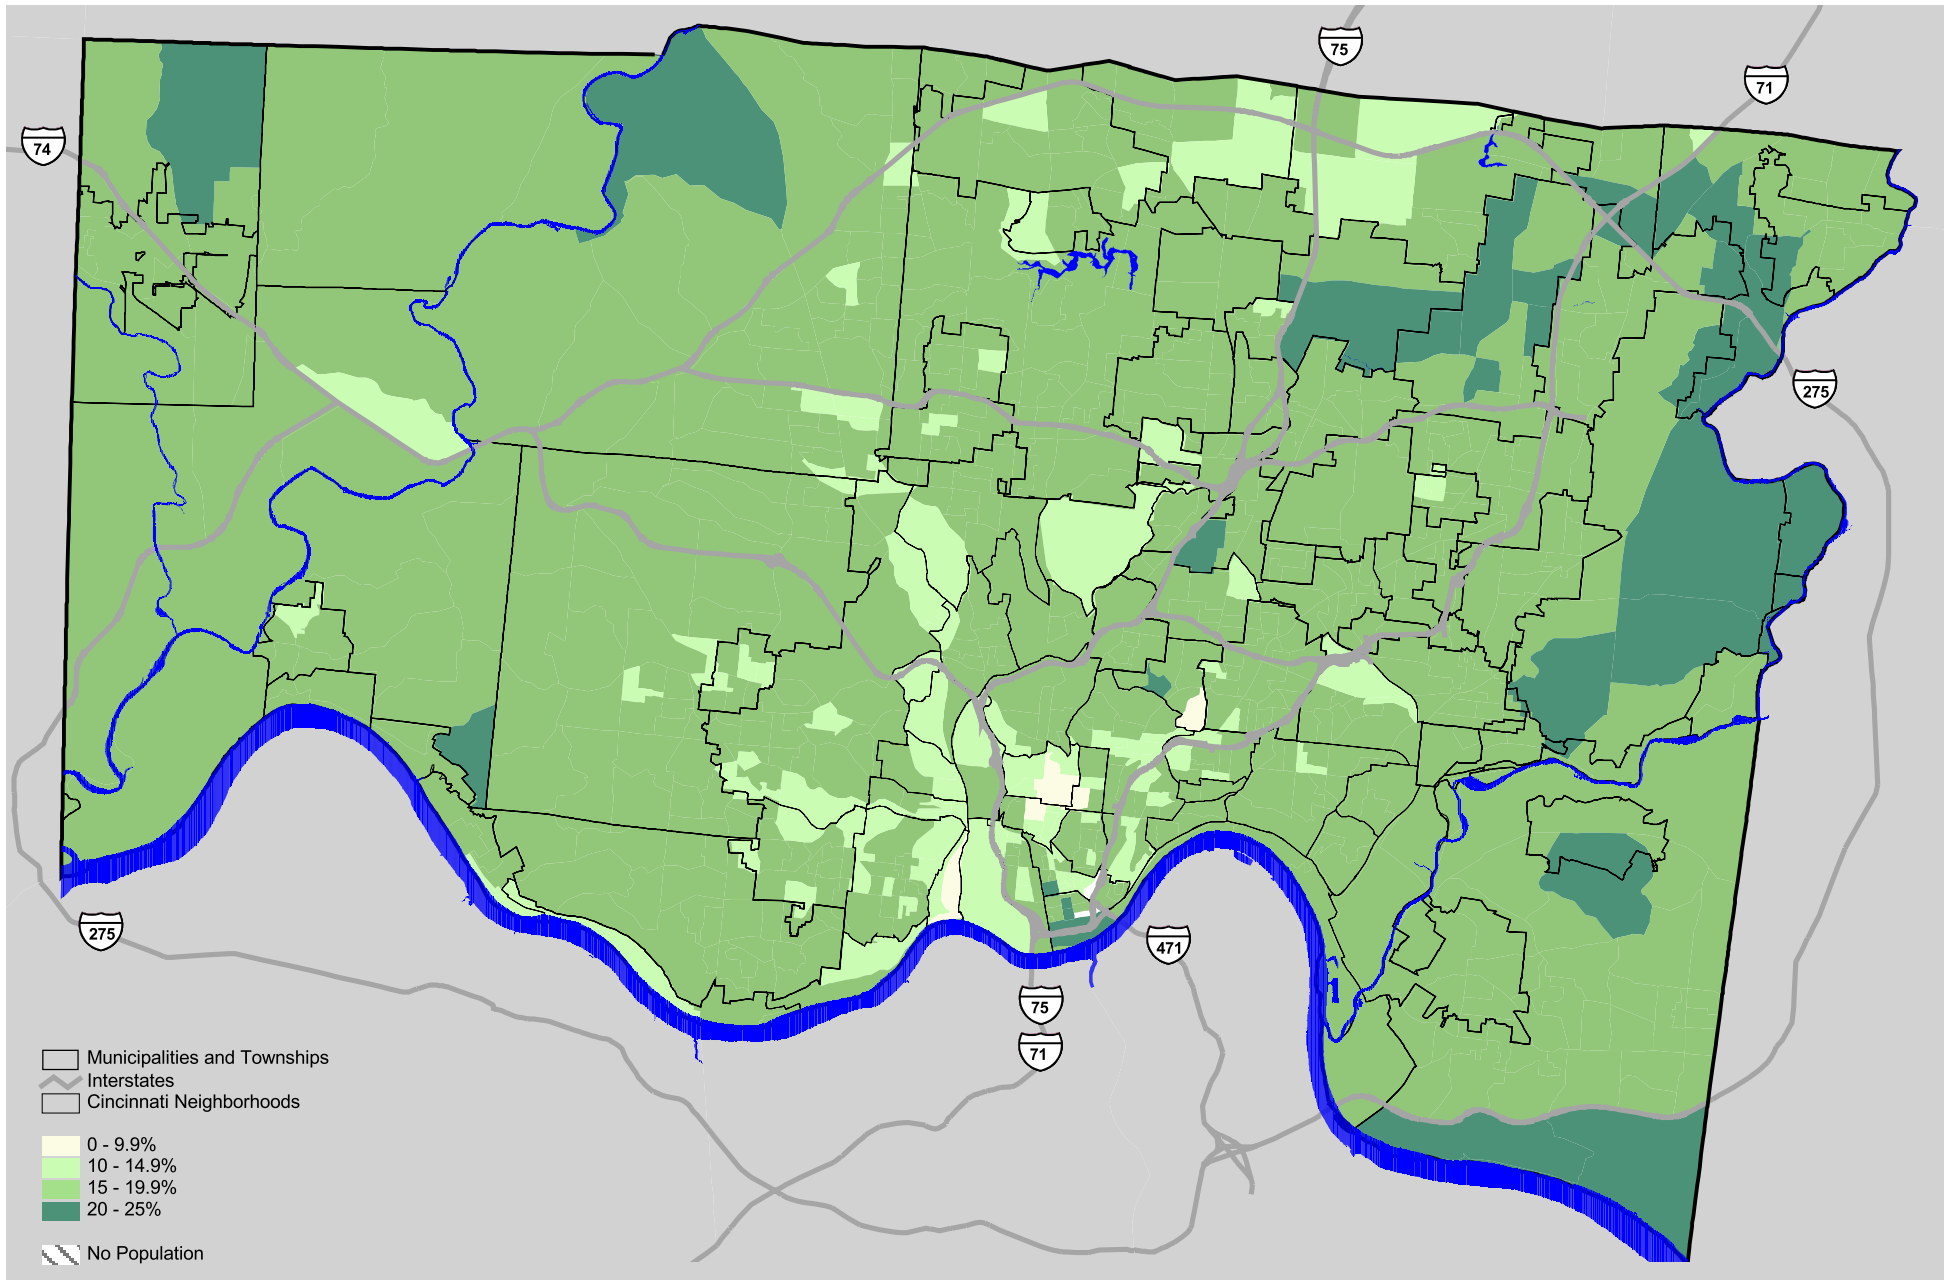 75
71
74
275
275
471
75
71
Municipalities and Townships
Interstates
Cincinnati Neighborhoods
0 - 9.9%
10 - 14.9%
15 - 19.9%
20 - 25%
No Population